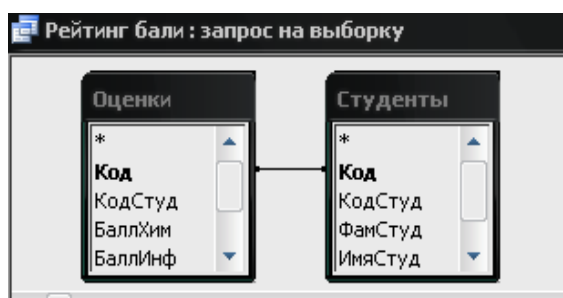 Рейтинг бали : запрос на выборку
Оценки
*
Код
КодСтуд
БаллХим
БаллИнф
Студенты
*
Код
КодСтуд
ФамСтуд
ИмяСтуд